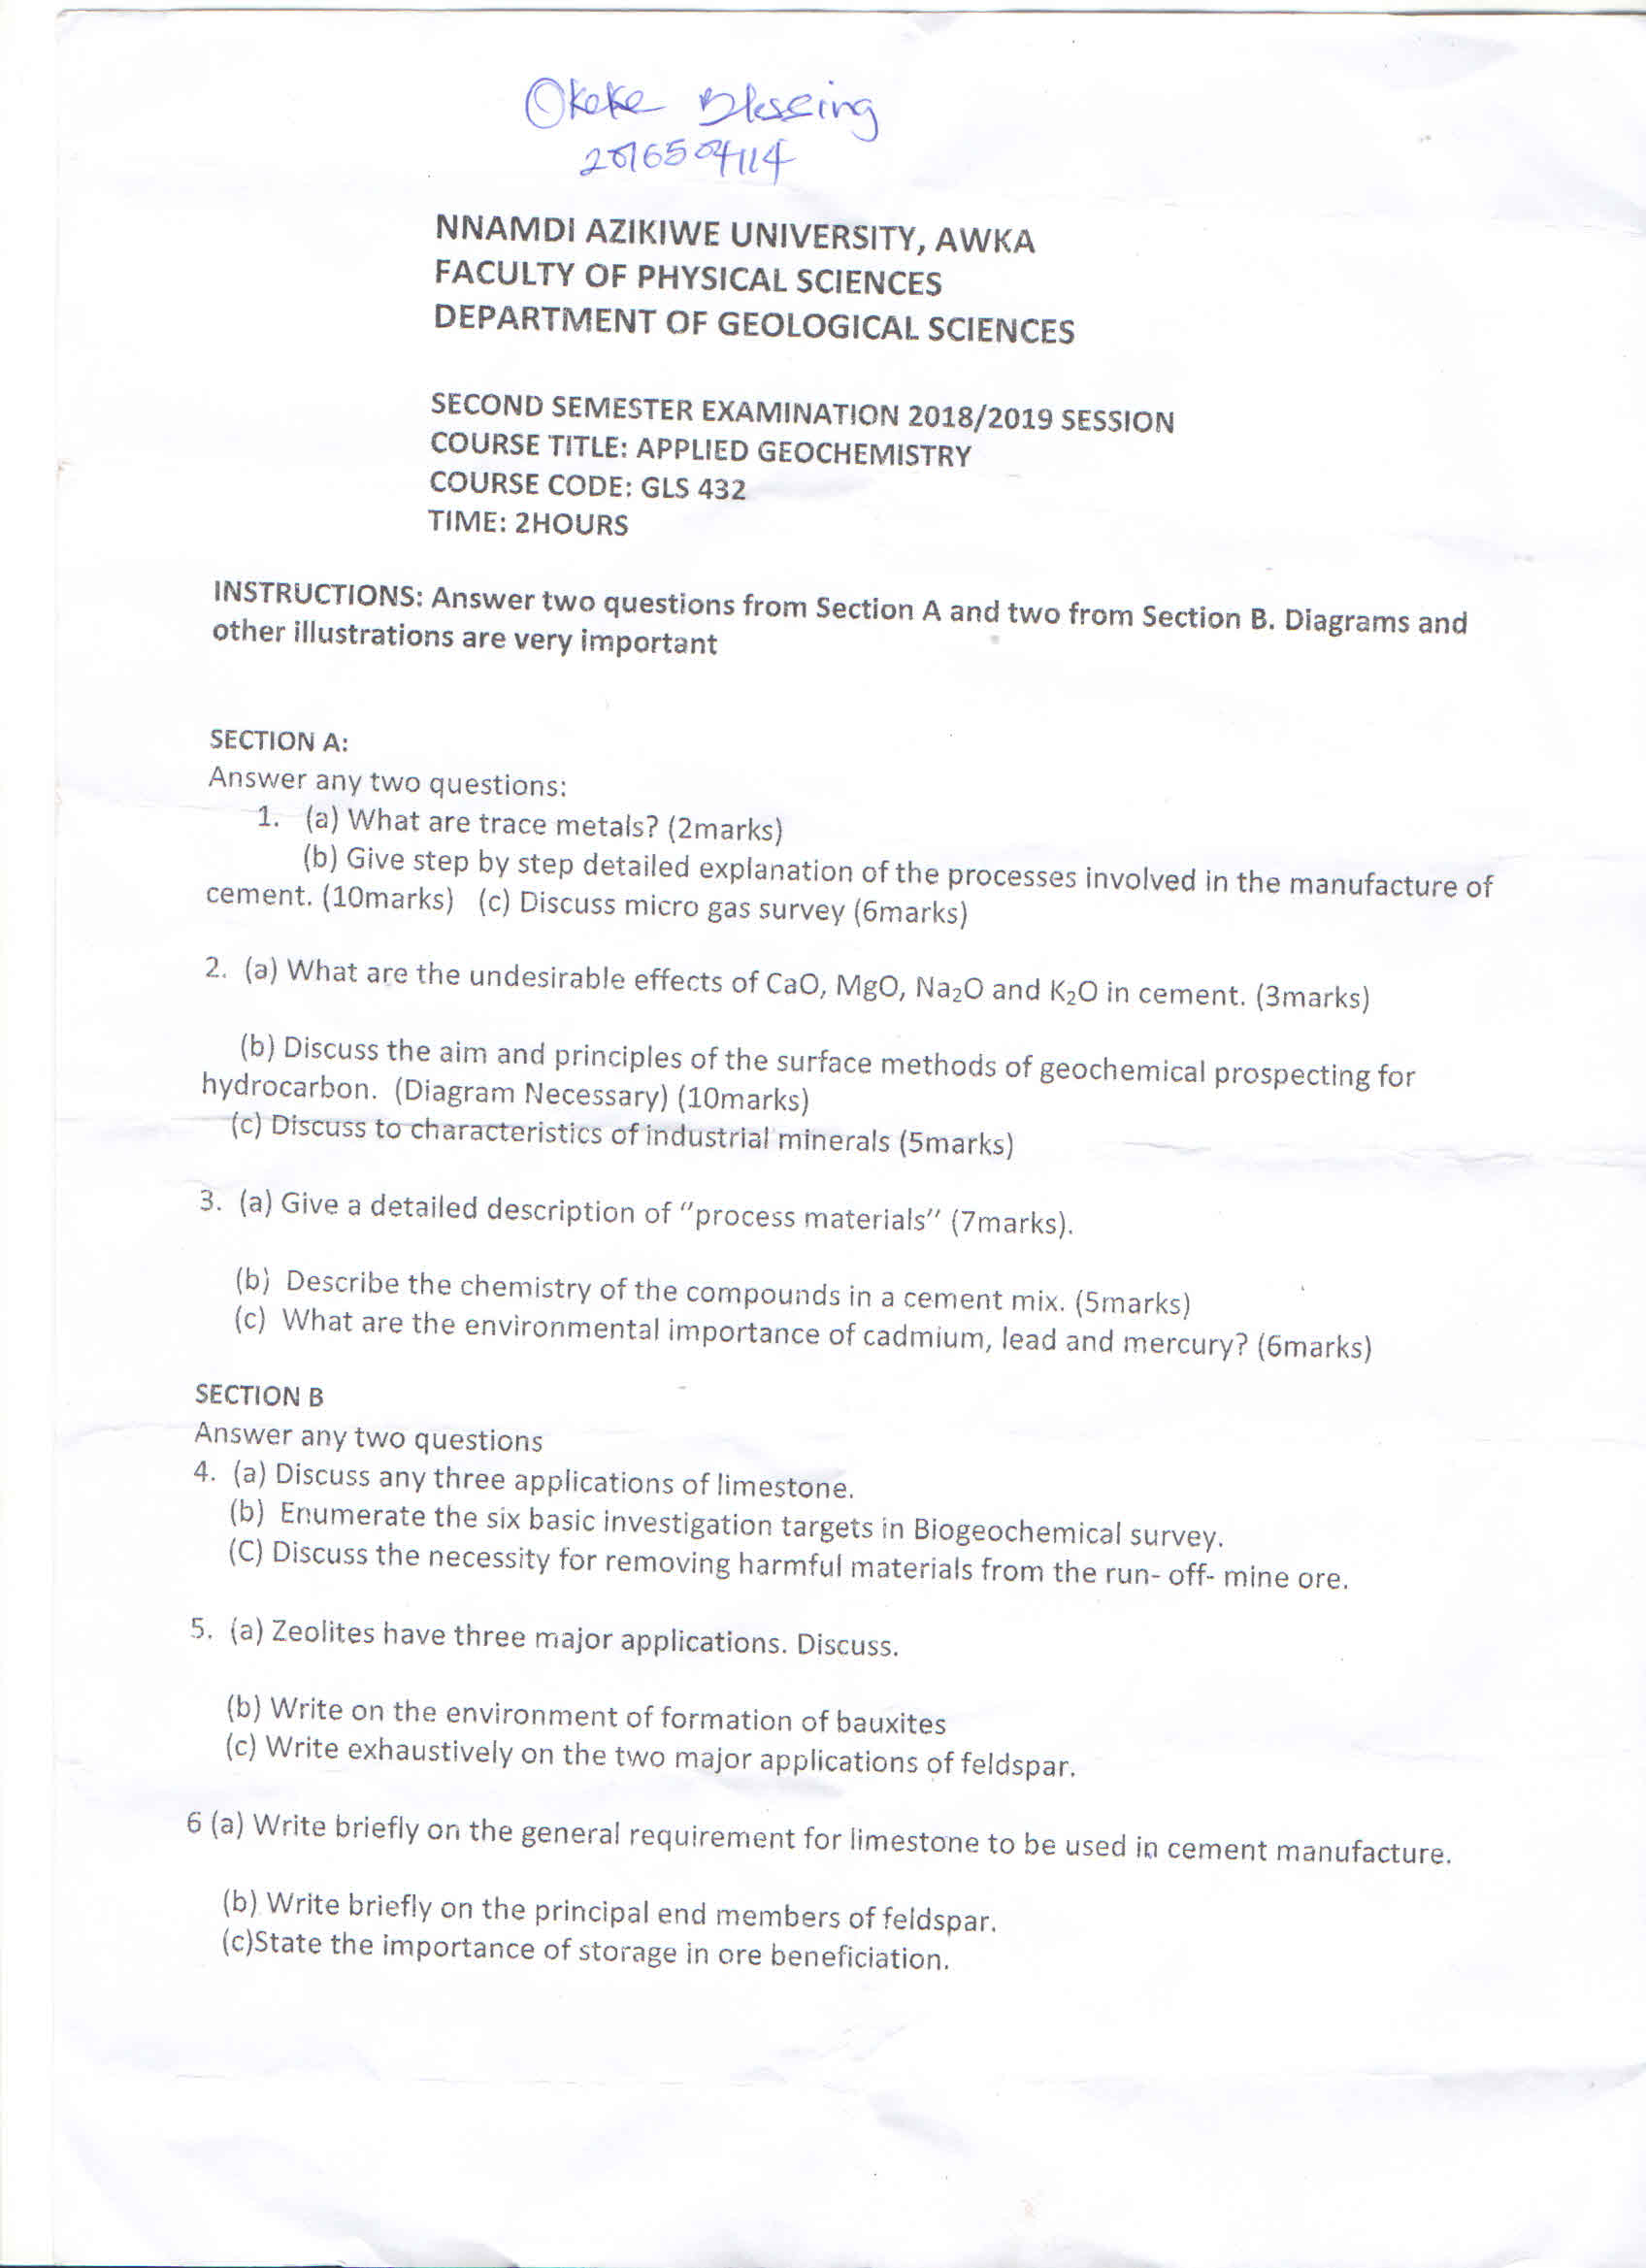 Okeke Blessing
2016504114
NNAMDI AZIKIWE UNIVERSITY, AWKA
FACULTY OF PHYSICAL SCIENCES
DEPARTMENT OF GEOLOGICAL SCIENCES
SECOND SEMESTER EXAMINATION 2018/2019 SESSION
COURSE TITLE: APPLIED GEOCHEMISTRY
COURSE CODE: GLS 432
TIME: 2HOURS
INSTRUCTIONS: Answer two questions from Section A and two from Section B. Diagrams and
other illustrations are very important
SECTION A:
Answer any two questions:
1. (a) What are trace metals? (2marks)
(b) Give step by step detailed explanation of the processes involved in the manufacture of
cement. (10marks) (c) Discuss micro gas survey (6marks)
2. (a) What are the undesirable effects of CaO, MgO, Na₂O and K₂O in cement. (3marks)
(b) Discuss the aim and principles of the surface methods of geochemical prospecting for
hydrocarbon. (Diagram Necessary) (10marks)
(c) Discuss to characteristics of industrial minerals (5marks)
3. (a) Give a detailed description of "process materials" (7marks).
(b) Describe the chemistry of the compounds in a cement mix. (5marks)
(c) What are the environmental importance of cadmium, lead and mercury? (6marks)
SECTION B
Answer any two questions
4. (a) Discuss any three applications of limestone.
(b) Enumerate the six basic investigation targets in Biogeochemical survey.
(C) Discuss the necessity for removing harmful materials from the run- off- mine ore.
5. (a) Zeolites have three major applications. Discuss.
(b) Write on the environment of formation of bauxites
(c) Write exhaustively on the two major applications of feldspar.
6 (a) Write briefly on the general requirement for limestone to be used in cement manufacture.
(b) Write briefly on the principal end members of feldspar.
(c)State the importance of storage in ore beneficiation.